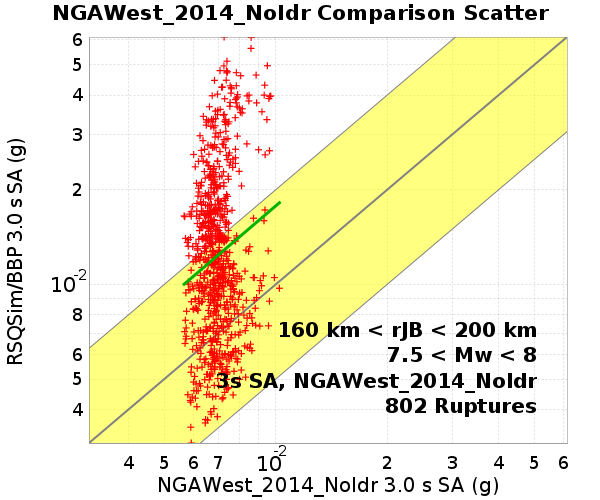 NGAWest_2014_NoIdr Comparison Scatter
RSQSim/BBP 3.0 s SA (g)
6
5
4
3
2
10^-2
8
6
5
4
160 km < rJB < 200 km
7.5 < Mw < 8
3s SA, NGAWest_2014_NoIdr
802 Ruptures
4 5 6 7 10^-2 2 3 4 5 6
NGAWest_2014_NoIdr 3.0 s SA (g)